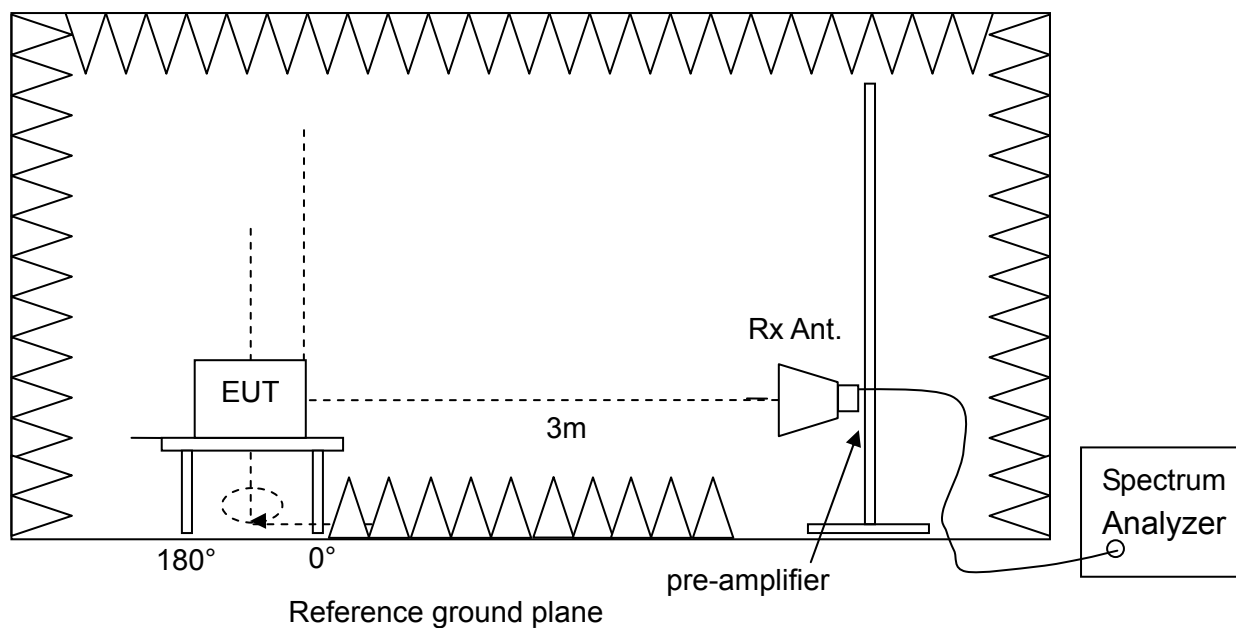 Rx Ant.
EUT
3m
Spectrum
Analyzer
180°
0°
pre-amplifier
Reference ground plane